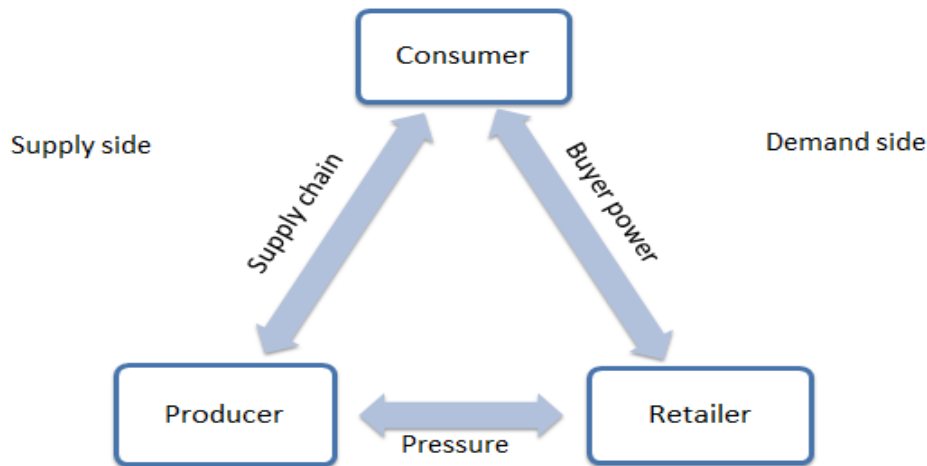 Consumer
Supply side
Demand side
Supply chain
Buyer power
Producer
Pressure
Retailer